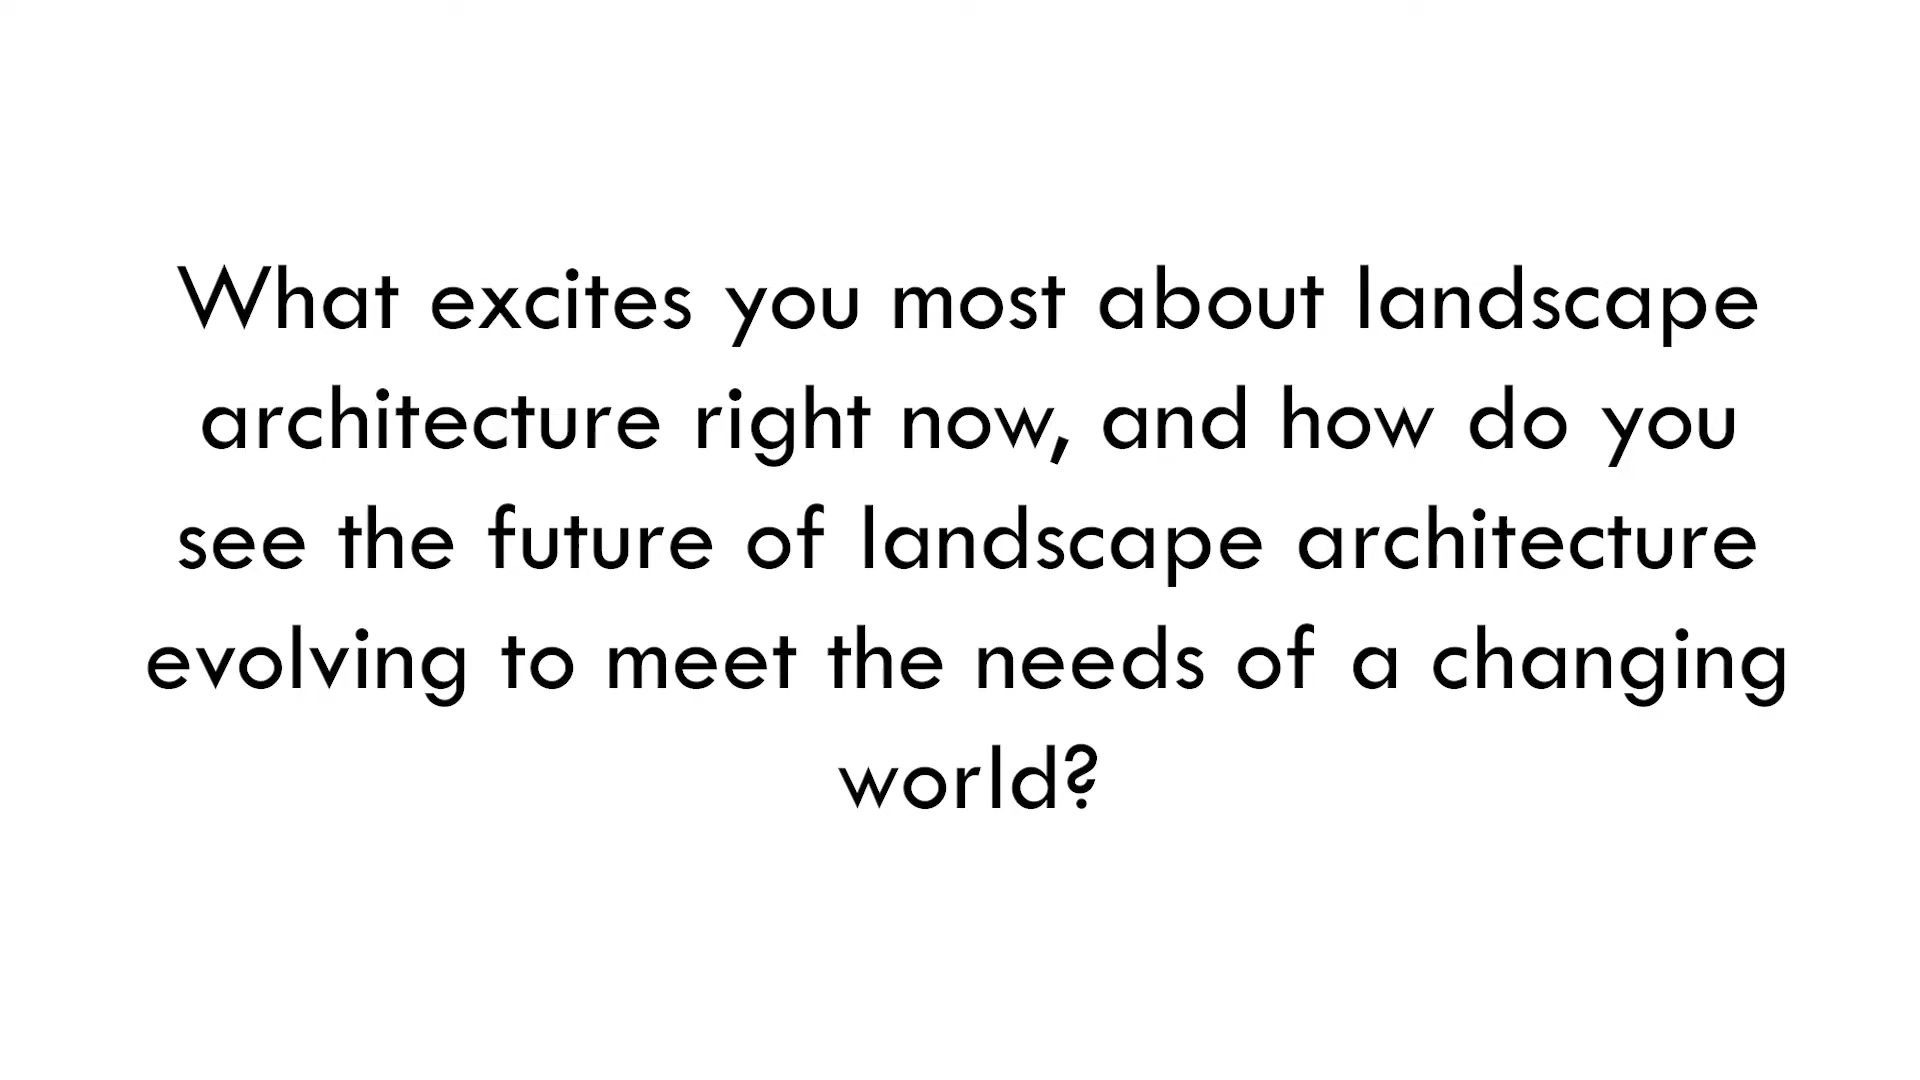 What excites you most about landscape
architecture right now, and how do you
see the future of landscape architecture
evolving to meet the needs of a changing
world?